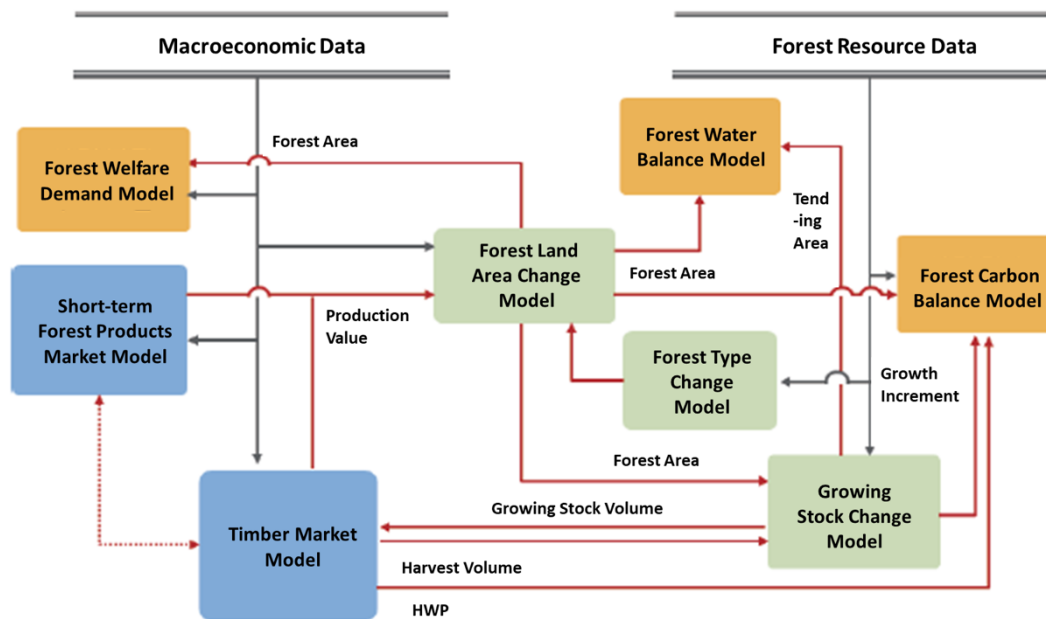 Macroeconomic Data
Forest Resource Data
Forest Area
Forest Welfare
Demand Model
Forest Water
Balance Model
Tend
-ing
Area
Forest Land
Area Change
Model
Forest Area
Forest Carbon
Balance Model
Short-term
Forest Products
Market Model
Production
Value
Forest Type
Change
Model
Growth
Increment
Forest Area
Growing
Stock Change
Model
Growing Stock Volume
Timber Market
Model
Harvest Volume
HWP